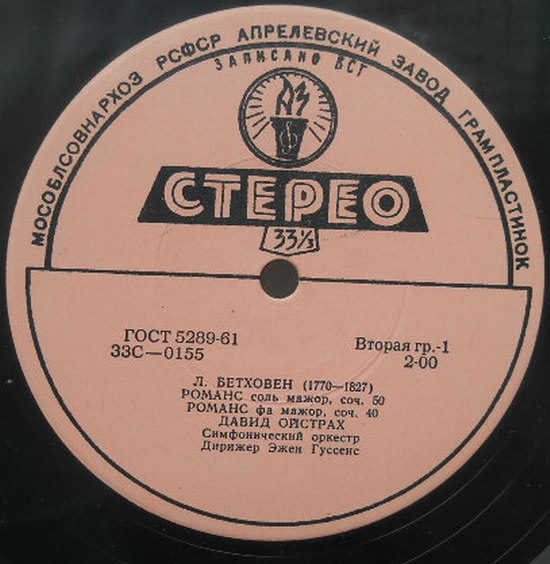 МОСОБЛСОВНАРХОЗ РСФСР АПРЕЛЕВСКИЙ ЗАВОД ГРАМПЛАСТИНОК
ЗАПИСАНО ВСГ
АЗ
СТЕРЕО
33⅓
ГОСТ 5289-61
33С—0155
Вторая гр.-1
2-00
Л. БЕТХОВЕН (1770—1827)
РОМАНС соль мажор, соч. 50
РОМАНС фа мажор, соч. 40
ДАВИД ОЙСТРАХ
Симфонический оркестр
Дирижер Эжен Гуссенс